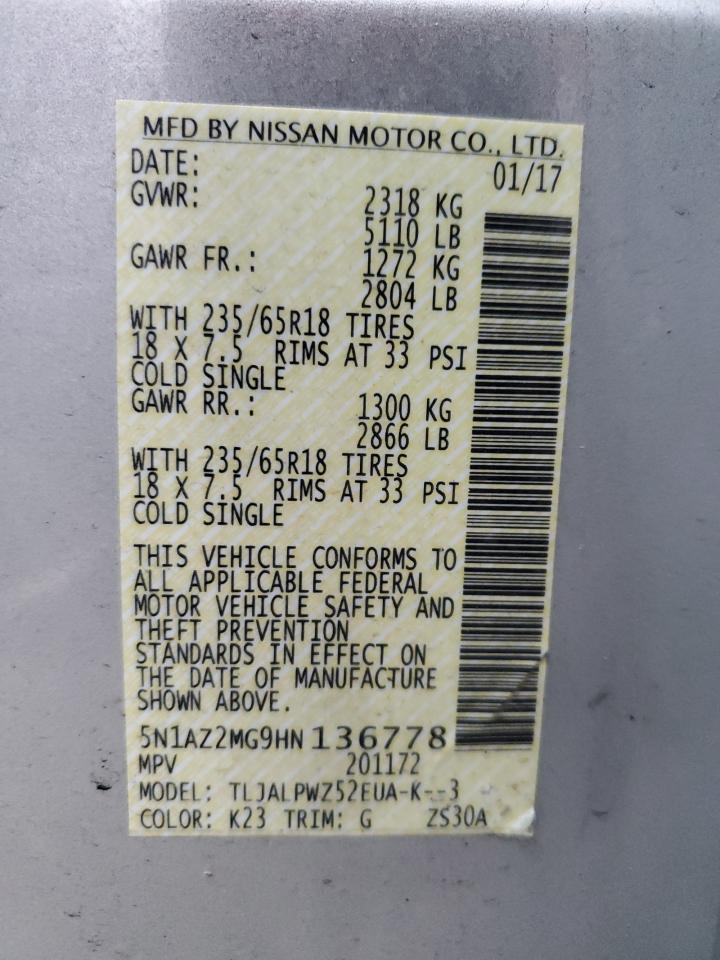 MFD BY NISSAN MOTOR CO., LTD.
DATE: 01/17
GVWR: 2318 KG
5110 LB
GAWR FR.: 1272 KG
2804 LB
WITH 235/65R18 TIRES
18 X 7.5 RIMS AT 33 PSI
COLD SINGLE
GAWR RR.: 1300 KG
2866 LB
WITH 235/65R18 TIRES
18 X 7.5 RIMS AT 33 PSI
COLD SINGLE
THIS VEHICLE CONFORMS TO
ALL APPLICABLE FEDERAL
MOTOR VEHICLE SAFETY AND
THEFT PREVENTION
STANDARDS IN EFFECT ON
THE DATE OF MANUFACTURE
SHOWN ABOVE.
5N1AZ2MG9HN136778
MPV 201172
MODEL: TLJALPWZ52EUA-K--3
COLOR: K23 TRIM: G ZS30A